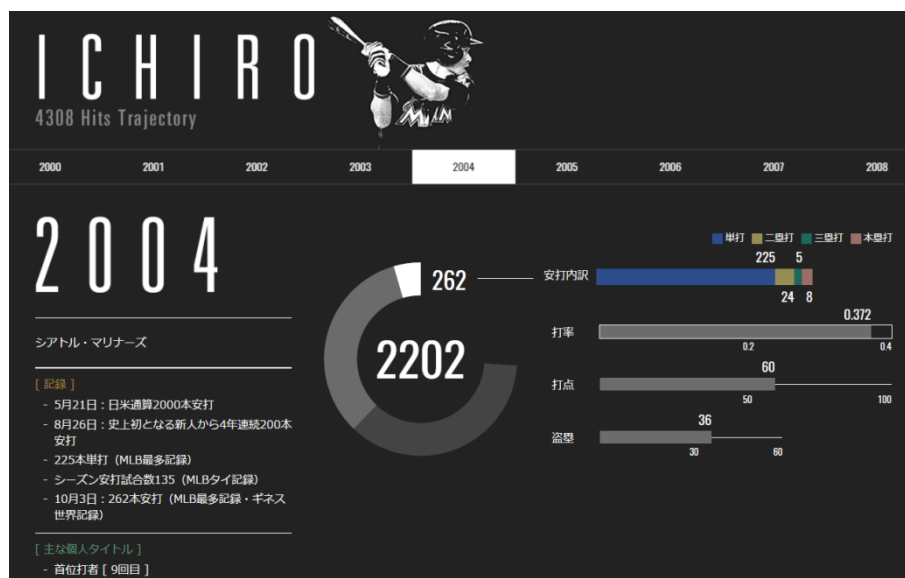 ICHIRO
4308 Hits Trajectory
MIAMI
2000 2001 2002 2003 2004 2005 2006 2007 2008
2004
シアトル・マリナーズ
[ 記録 ]
- 5月21日：日米通算2000本安打
- 8月26日：史上初となる新人から4年連続200本
安打
- 225本単打（MLB最多記録）
- シーズン安打試合数135（MLBタイ記録）
- 10月3日：262本安打（MLB最多記録・ギネス
世界記録）
[ 主な個人タイトル ]
- 首位打者 [ 9回目 ]
262
2202
単打 二塁打 三塁打 本塁打
225 5
安打内訳
24 8
0.372
打率
0.2 0.4
60
打点
50 100
36
盗塁
30 60